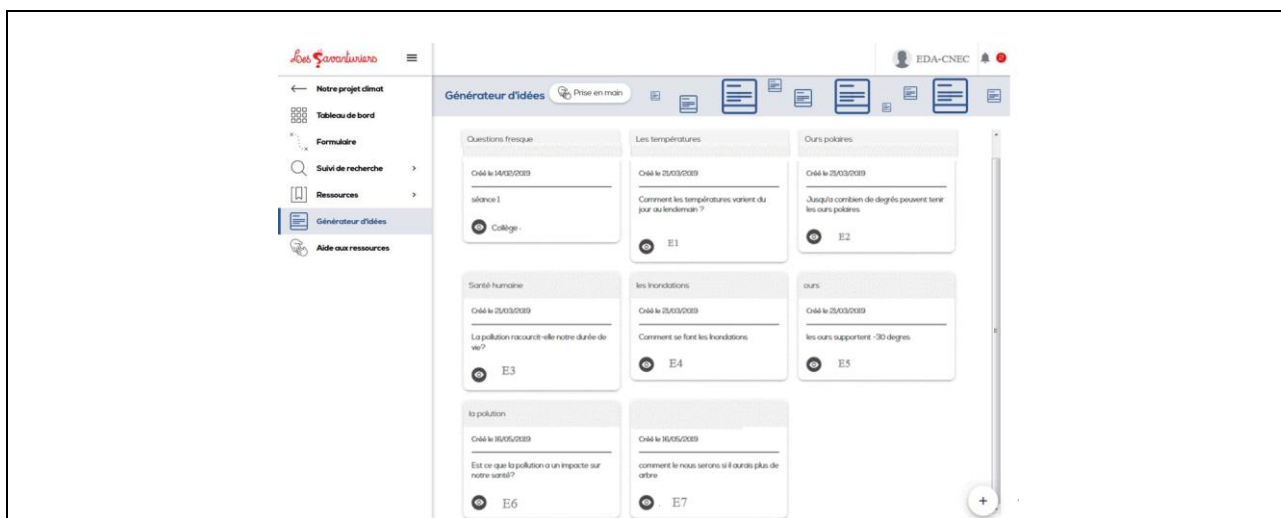 Les Savanturiers
EDA-CNEC
Notre projet climat
Tableau de bord
Formulaire
Suivi de recherche
Ressources
Générateur d'idées
Aide aux ressources
Générateur d'idées
Prise en main
Questions fresque
Créé le 14/02/2019
séance 1
Collège -
Les températures
Créé le 21/03/2019
Comment les températures varient du
jour au lendemain ?
E1
Ours polaires
Créé le 21/03/2019
Jusqu'a combien de degrés peuvent tenir
les ours polaires
E2
Santé humaine
Créé le 21/03/2019
La pollution racourcit-elle notre durée de
vie?
E3
les Inondations
Créé le 21/03/2019
Comment se font les Inondations
E4
ours
Créé le 21/03/2019
les ours supportent -30 degres
E5
la polution
Créé le 16/05/2019
Est ce que la pollution a un impacte sur
notre santé?
E6
Créé le 16/05/2019
comment le nous serons si il aurais plus de
arbre
E7